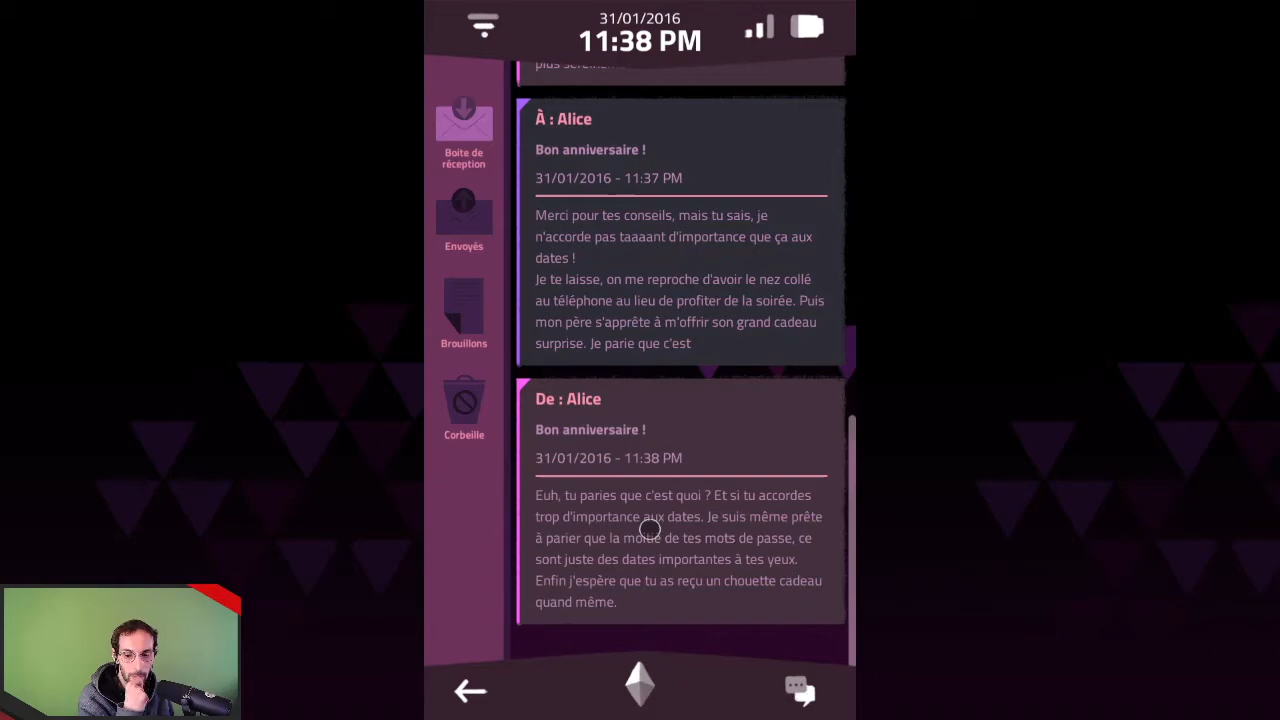 31/01/2016
11:38 PM
plus
À : Alice
Bon anniversaire !
31/01/2016 - 11:37 PM
Merci pour tes conseils, mais tu sais, je
n'accorde pas taaaant d'importance que ça aux
dates !
Je te laisse, on me reproche d'avoir le nez collé
au téléphone au lieu de profiter de la soirée. Puis
mon père s'apprête à m'offrir son grand cadeau
surprise. Je parie que c'est
De : Alice
Bon anniversaire !
31/01/2016 - 11:38 PM
Euh, tu paries que c'est quoi ? Et si tu accordes
trop d'importance aux dates. Je suis même prête
à parier que la moitié de tes mots de passe, ce
sont juste des dates importantes à tes yeux.
Enfin j'espère que tu as reçu un chouette cadeau
quand même.
Boite de
réception
Envoyés
Brouillons
Corbeille